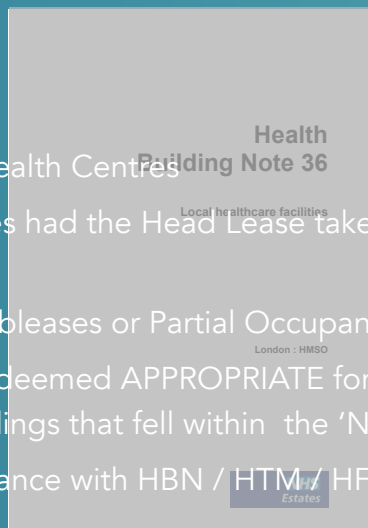 Health
ealth Centres
Building Note 36
Local healthcare facilities
s had the Head Lease take
bleases or Partial Occupan
London : HMSO
deemed APPROPRIATE for
lings that fell within the ‘N
ance with HBN / HTM / HF
NHS
Estates